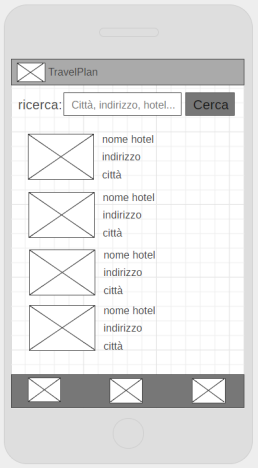 TravelPlan
ricerca: Città, indirizzo, hotel... Cerca
nome hotel
indirizzo
città
nome hotel
indirizzo
città
nome hotel
indirizzo
città
nome hotel
indirizzo
città